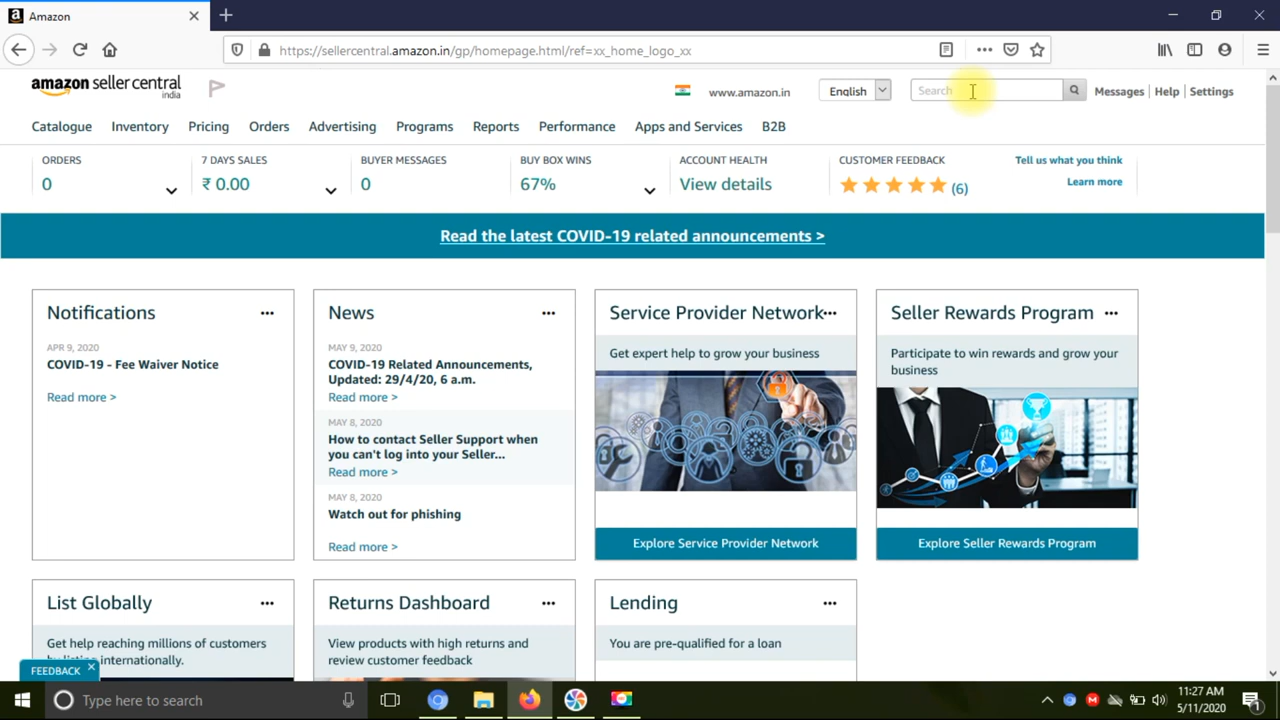 Amazon
https://sellercentral.amazon.in/gp/homepage.html/ref=xx_home_logo_xx
amazon seller central
india
www.amazon.in
English
Search
Messages
Help
Settings
Catalogue
Inventory
Pricing
Orders
Advertising
Programs
Reports
Performance
Apps and Services
B2B
ORDERS
0
7 DAYS SALES
₹ 0.00
BUYER MESSAGES
0
BUY BOX WINS
67%
ACCOUNT HEALTH
View details
CUSTOMER FEEDBACK
(6)
Tell us what you think
Learn more
Read the latest COVID-19 related announcements >
Notifications
APR 9, 2020
COVID-19 - Fee Waiver Notice
Read more >
News
MAY 9, 2020
COVID-19 Related Announcements,
Updated: 29/4/20, 6 a.m.
Read more >
MAY 8, 2020
How to contact Seller Support when
you can't log into your Seller...
Read more >
MAY 8, 2020
Watch out for phishing
Read more >
Service Provider Network
Get expert help to grow your business
Explore Service Provider Network
Seller Rewards Program
Participate to win rewards and grow your
business
Explore Seller Rewards Program
List Globally
Get help reaching millions of customers
by listing internationally.
Returns Dashboard
View products with high returns and
review customer feedback
Lending
You are pre-qualified for a loan
FEEDBACK
Type here to search
11:27 AM
5/11/2020
1